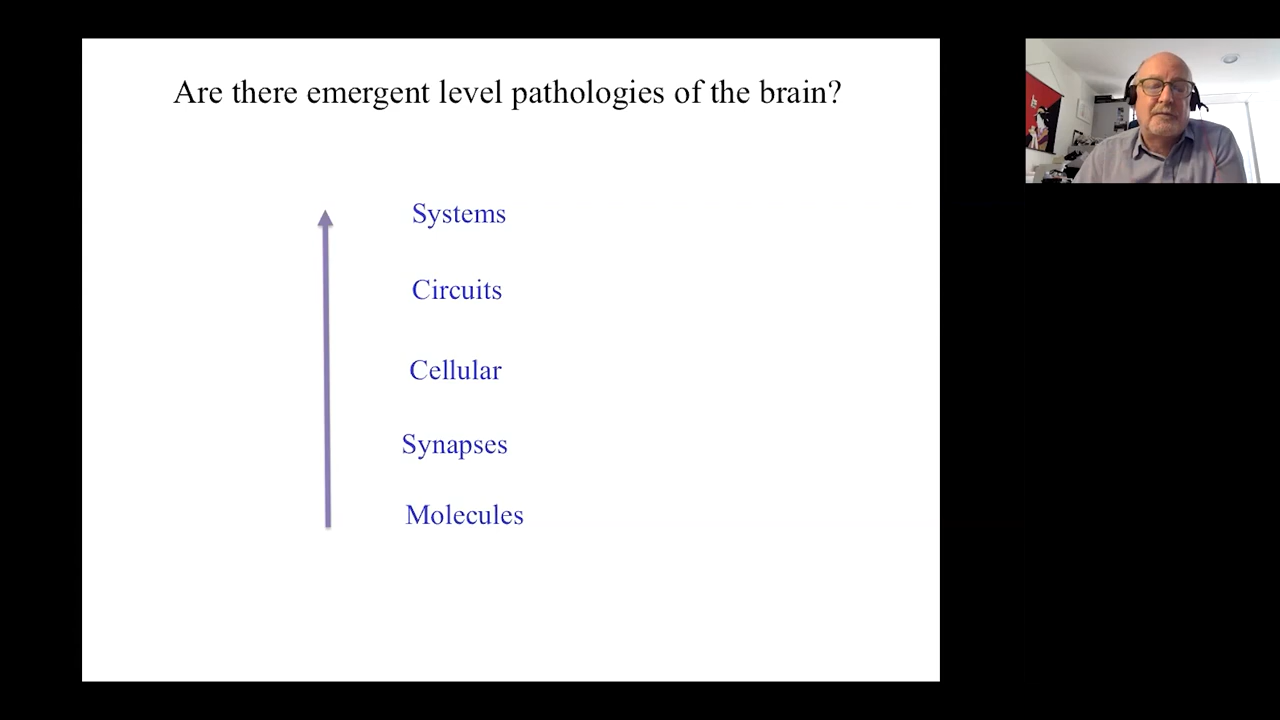 Are there emergent level pathologies of the brain?
Systems
Circuits
Cellular
Synapses
Molecules